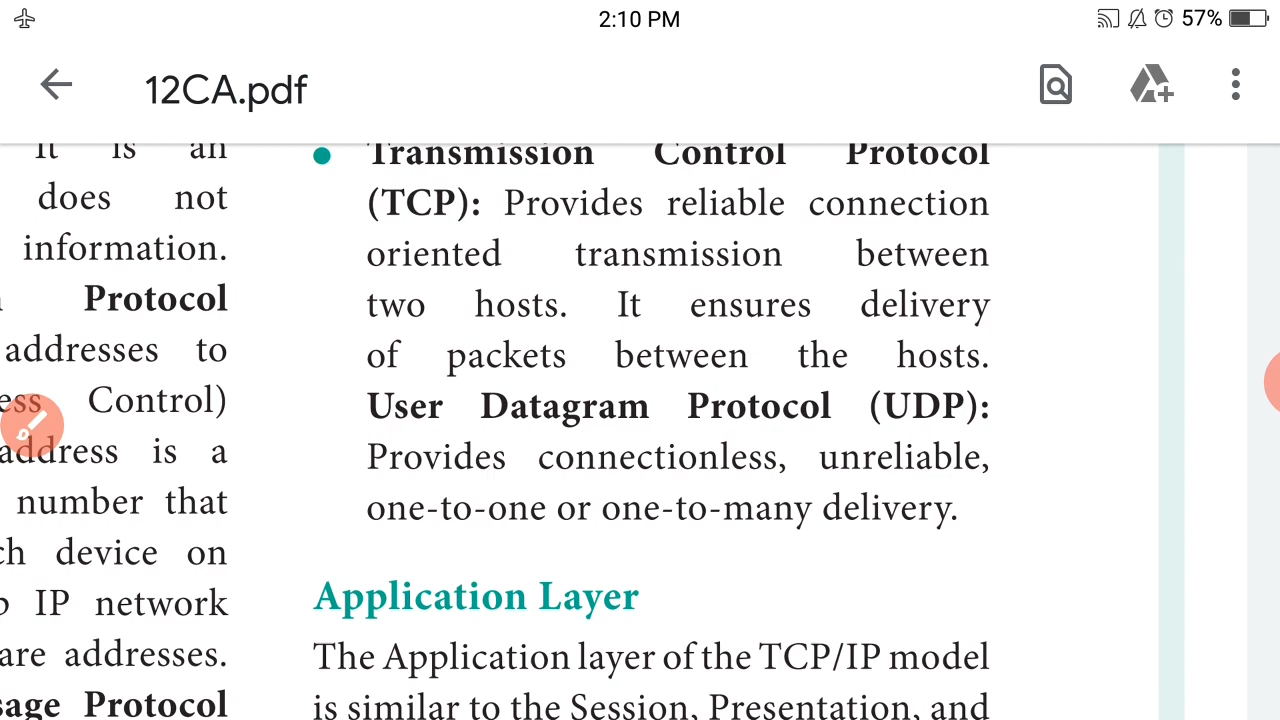 2:10 PM
57%
12CA.pdf
It is an
does not
information.
Protocol
addresses to
Control)
address is a
number that
device on
IP network
addresses.
Protocol
Transmission Control Protocol
(TCP): Provides reliable connection
oriented transmission between
two hosts. It ensures delivery
of packets between the hosts.
User Datagram Protocol (UDP):
Provides connectionless, unreliable,
one-to-one or one-to-many delivery.
Application Layer
The Application layer of the TCP/IP model
is similar to the Session, Presentation, and